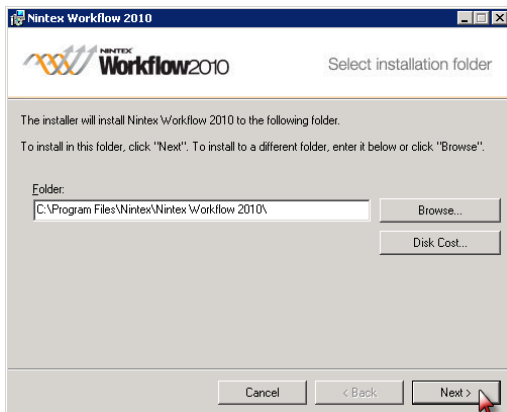 Nintex Workflow 2010
NINTEX
Workflow2010
Select installation folder
The installer will install Nintex Workflow 2010 to the following folder.
To install in this folder, click "Next". To install to a different folder, enter it below or click "Browse".
Folder:
C:\Program Files\Nintex\Nintex Workflow 2010\
Browse...
Disk Cost...
Cancel
< Back
Next >